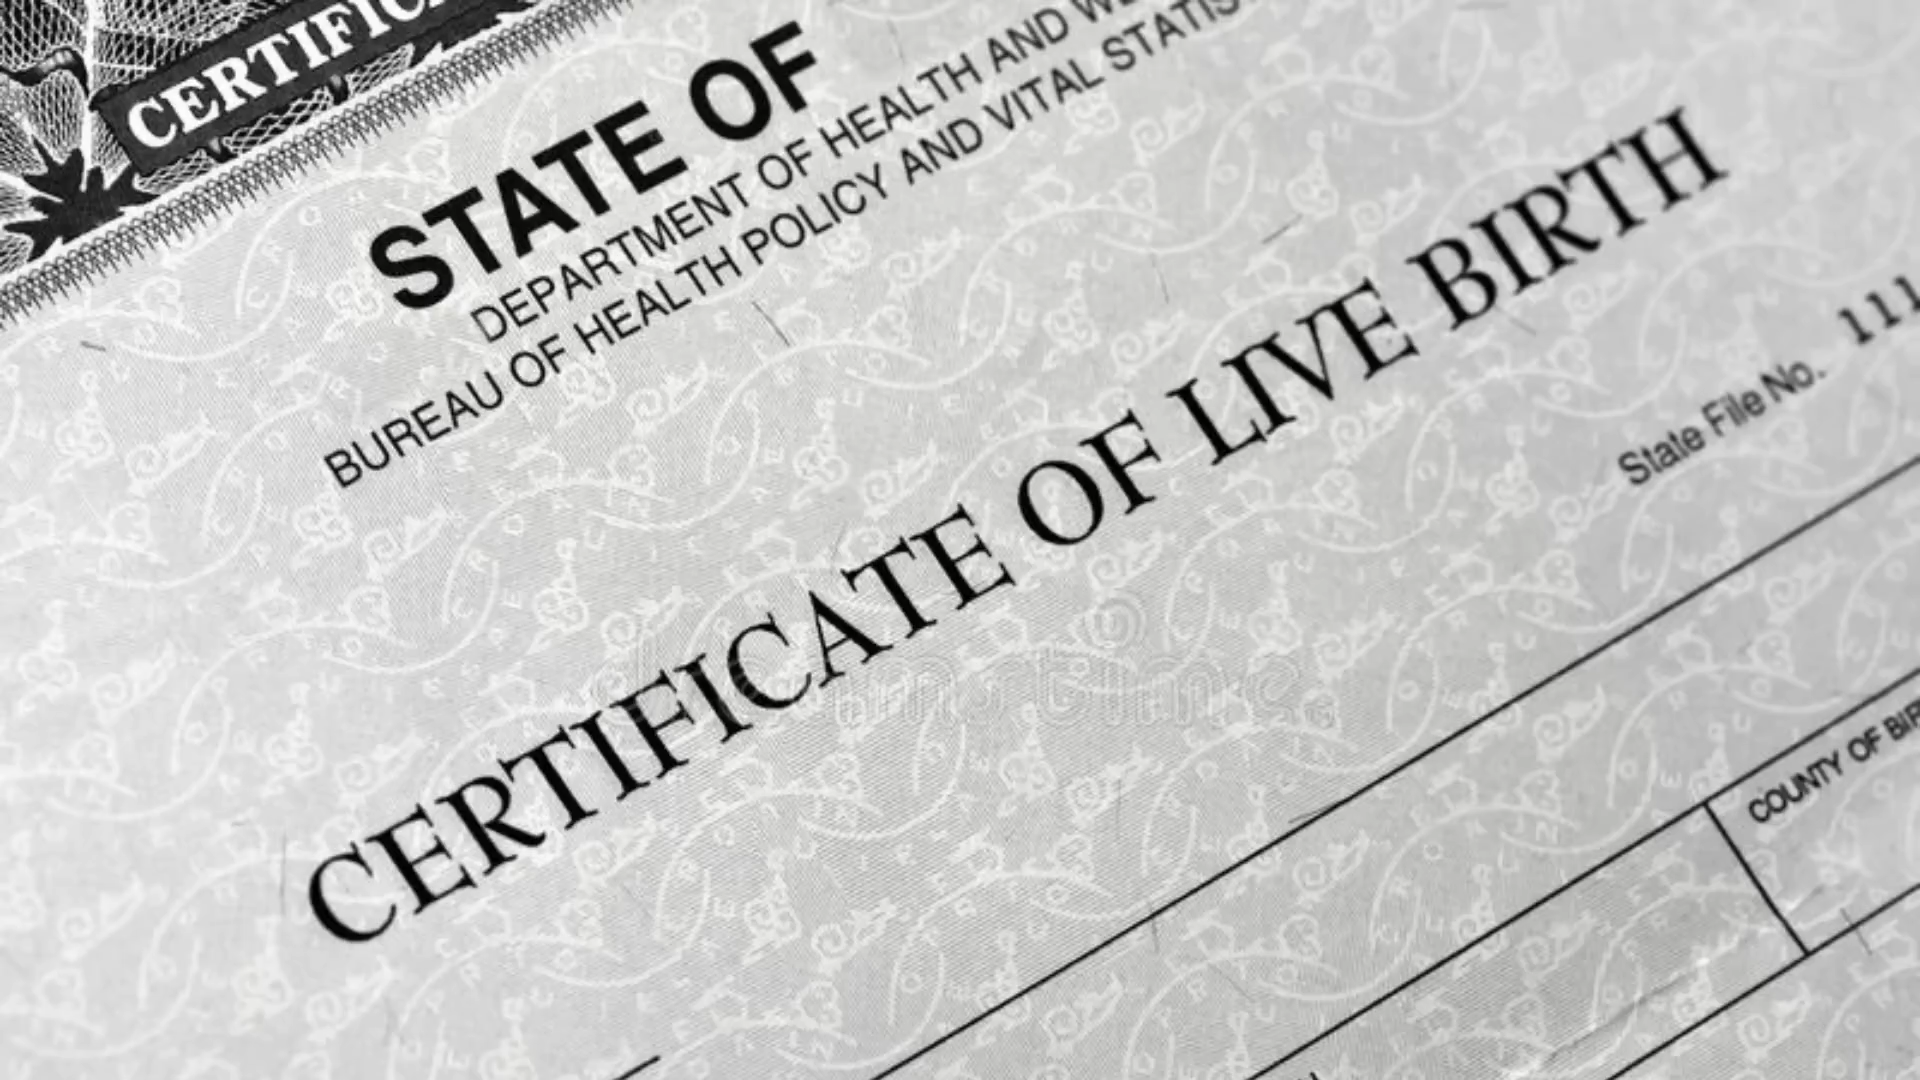 CERTIFIC
STATE OF
DEPARTMENT OF HEALTH AND WE
BUREAU OF HEALTH POLICY AND VITAL STATIS
CERTIFICATE OF LIVE BIRTH
State File No. 111
COUNTY OF BIR